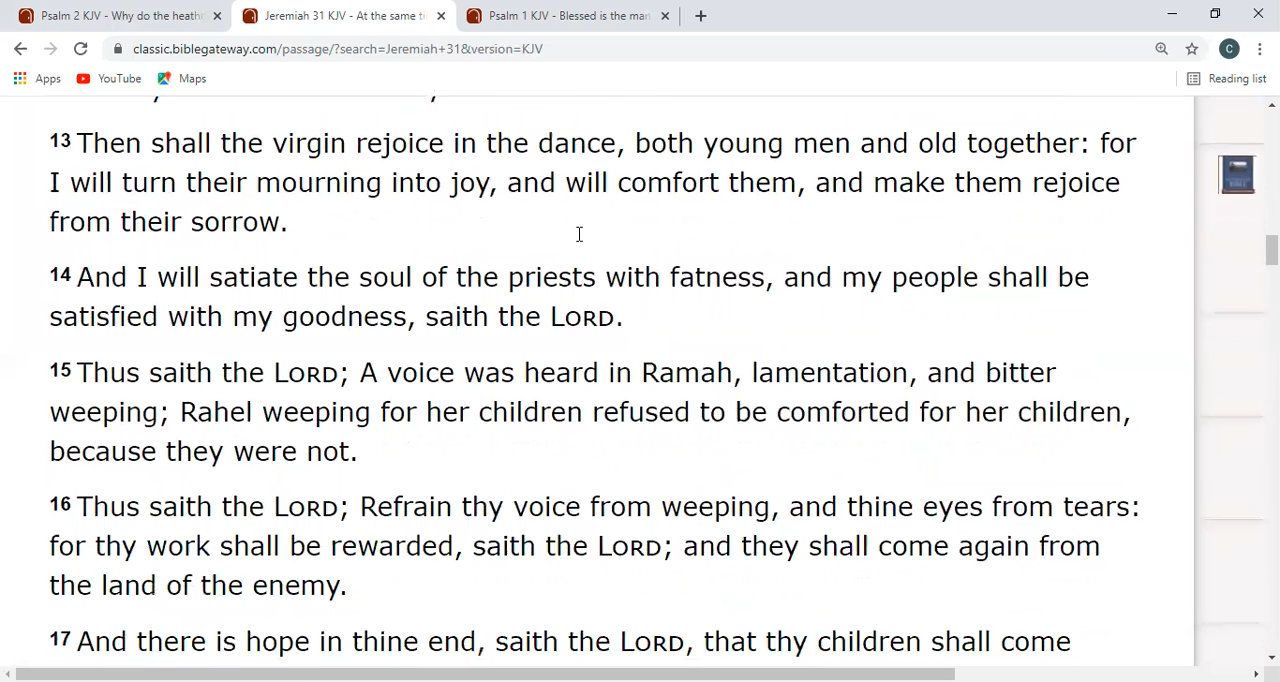 Psalm 2 KJV - Why do the heath
Jeremiah 31 KJV - At the same ti
Psalm 1 KJV - Blessed is the man
classic.biblegateway.com/passage/?search=Jeremiah+31&version=KJV
C
Apps
YouTube
Maps
Reading list
13 Then shall the virgin rejoice in the dance, both young men and old together: for
I will turn their mourning into joy, and will comfort them, and make them rejoice
from their sorrow.
14 And I will satiate the soul of the priests with fatness, and my people shall be
satisfied with my goodness, saith the LORD.
15 Thus saith the LORD; A voice was heard in Ramah, lamentation, and bitter
weeping; Rahel weeping for her children refused to be comforted for her children,
because they were not.
16 Thus saith the LORD; Refrain thy voice from weeping, and thine eyes from tears:
for thy work shall be rewarded, saith the LORD; and they shall come again from
the land of the enemy.
17 And there is hope in thine end, saith the LORD, that thy children shall come